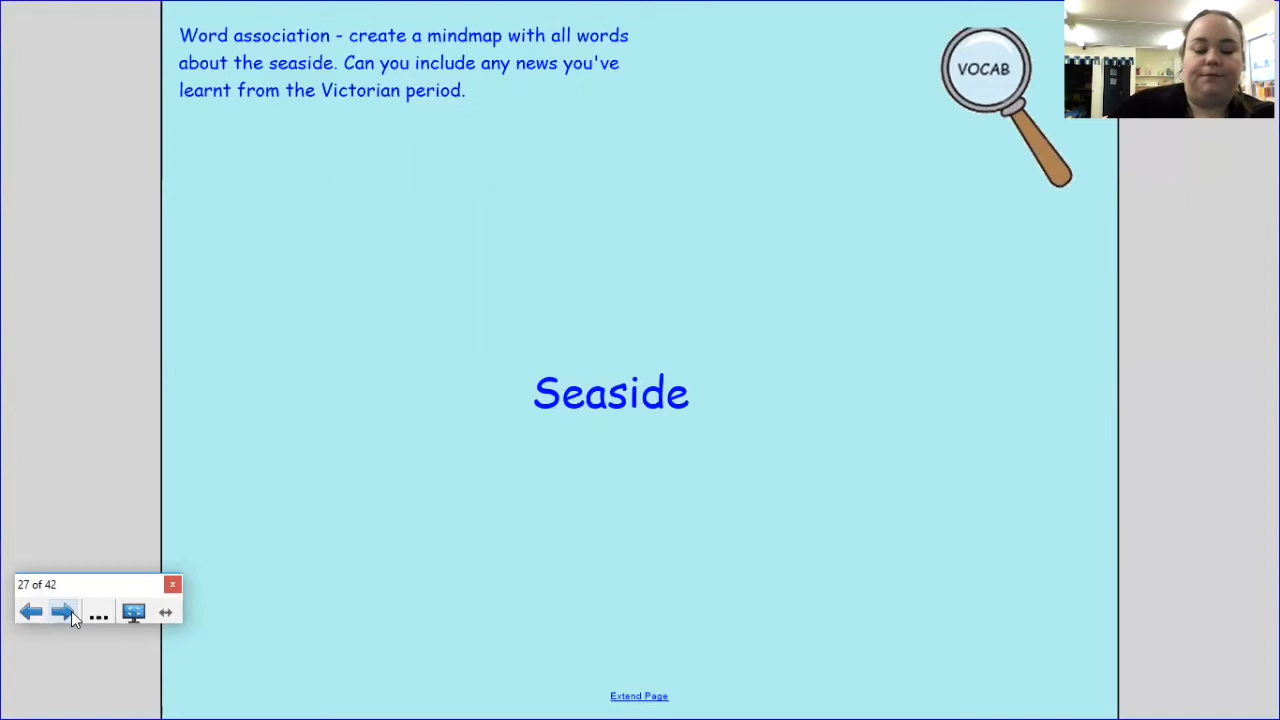 Word association - create a mindmap with all words
about the seaside. Can you include any news you've
learnt from the Victorian period.
VOCAB
Seaside
27 of 42
x
...
Extend Page